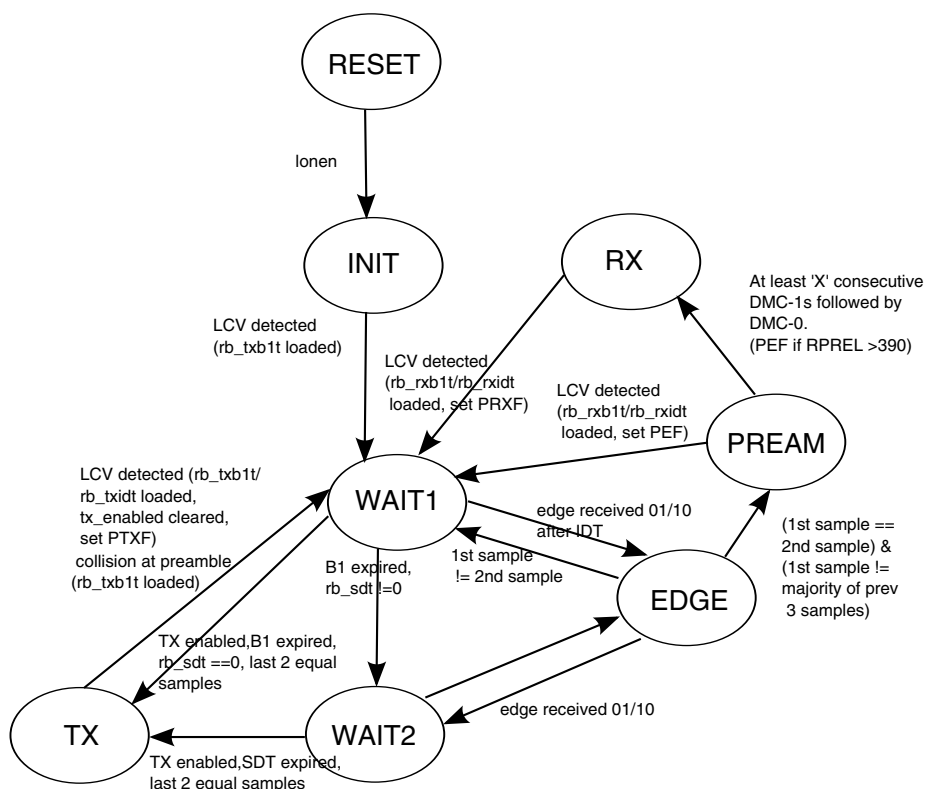 RESET
lonen
INIT
RX
At least 'X' consecutive
DMC-1s followed by
DMC-0.
(PEF if RPREL >390)
LCV detected
(rb_txb1t loaded)
LCV detected
(rb_rxb1t/rb_rxidt
loaded, set PRXF)
LCV detected
(rb_rxb1t/rb_rxidt
loaded, set PEF)
PREAM
LCV detected (rb_txb1t/
rb_txidt loaded,
tx_enabled cleared,
set PTXF)
collision at preamble
(rb_txb1t loaded)
WAIT1
edge received 01/10
after IDT
(1st sample ==
2nd sample) &
(1st sample !=
majority of prev
3 samples)
1st sample
!= 2nd sample
B1 expired,
rb_sdt !=0
EDGE
TX enabled,B1 expired,
rb_sdt ==0, last 2 equal
samples
edge received 01/10
TX
WAIT2
TX enabled,SDT expired,
last 2 equal samples